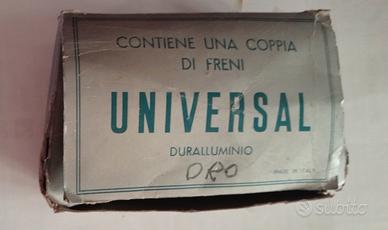 CONTIENE UNA COPPIA
DI FRENI
UNIVERSAL
DURALLUMINIO
ORO
MADE IN ITALY
subito